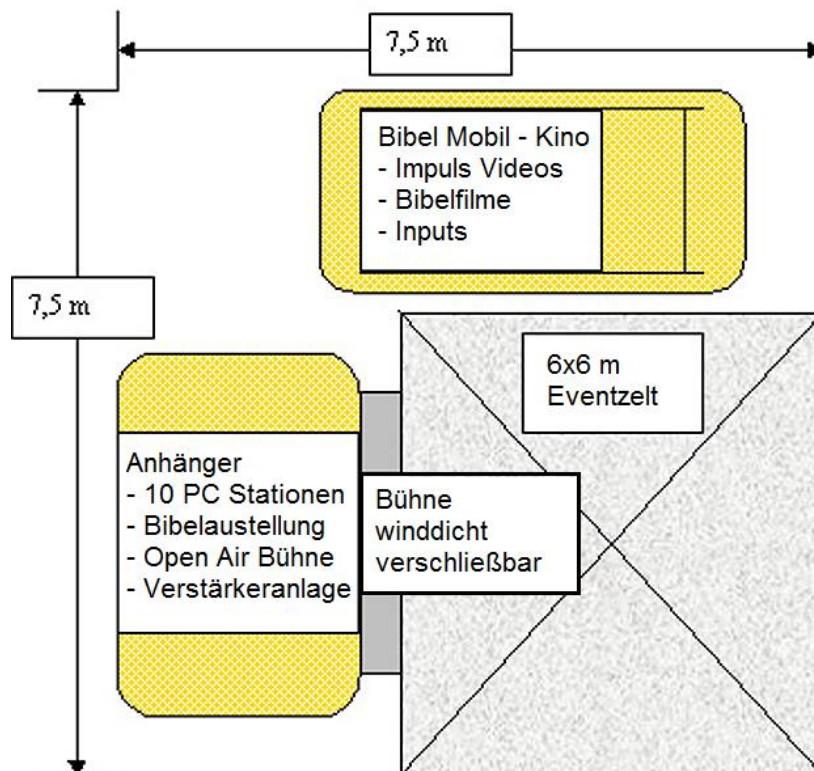 7,5 m
Bibel Mobil - Kino
- Impuls Videos
- Bibelfilme
- Inputs
7,5 m
6x6 m
Eventzelt
Anhänger
- 10 PC Stationen
- Bibelaustellung
- Open Air Bühne
- Verstärkeranlage
Bühne
winddicht
verschließbar